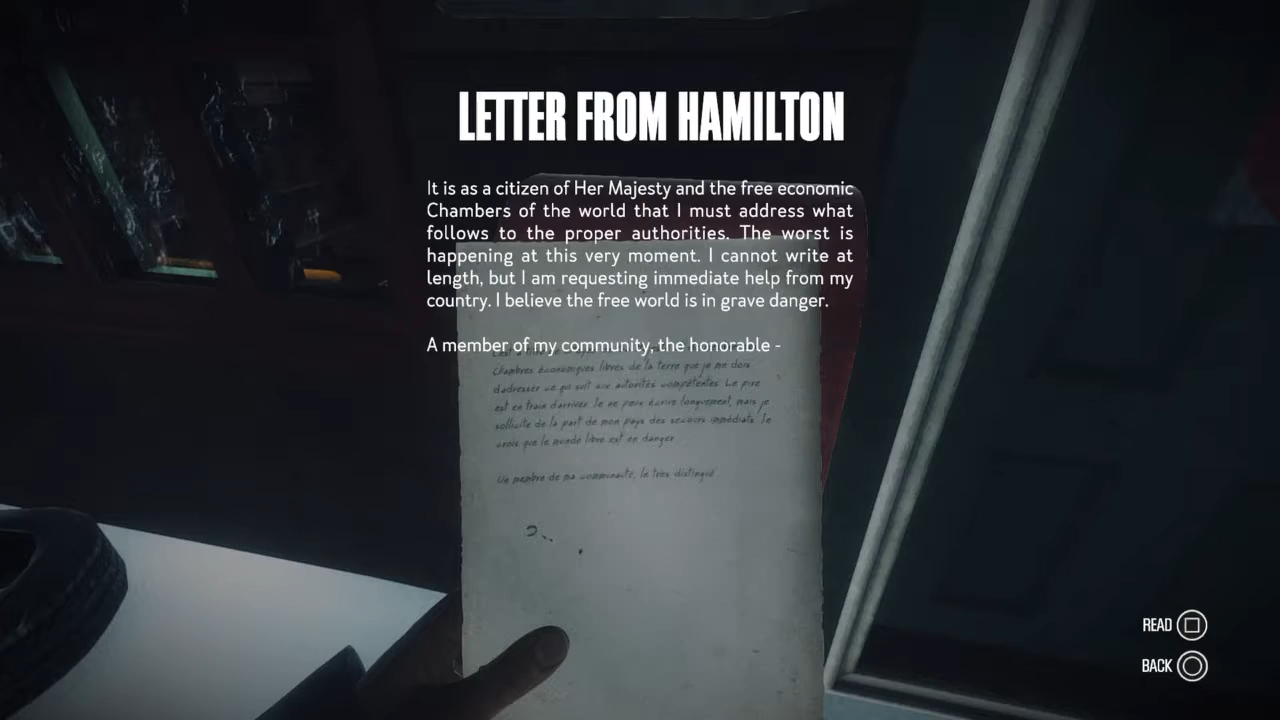 LETTER FROM HAMILTON
It is as a citizen of Her Majesty and the free economic
Chambers of the world that I must address what
follows to the proper authorities. The worst is
happening at this very moment. I cannot write at
length, but I am requesting immediate help from my
country. I believe the free world is in grave danger.
A member of my community, the honorable -
Chambres économiques libres de la terre que je me dois
d'adresser ce qui suit aux autorités compétentes. Le pire
est en train d'arriver. Je ne peux écrire longuement, mais je
sollicite de la part de mon pays des secours immédiats. Je
crois que le monde libre est en danger
Un membre de ma communauté, le très distingué
READ
BACK